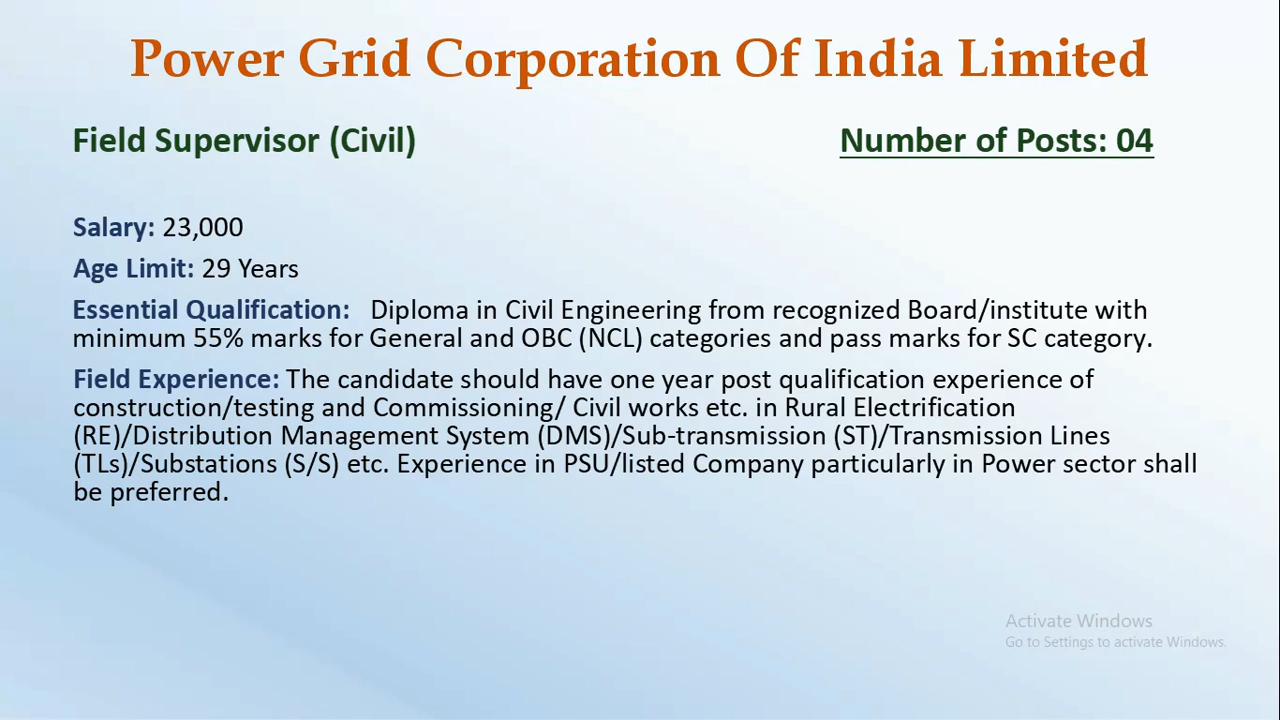 Power Grid Corporation Of India Limited
Field Supervisor (Civil)
Number of Posts: 04
Salary: 23,000
Age Limit: 29 Years
Essential Qualification: Diploma in Civil Engineering from recognized Board/institute with
minimum 55% marks for General and OBC (NCL) categories and pass marks for SC category.
Field Experience: The candidate should have one year post qualification experience of
construction/testing and Commissioning/ Civil works etc. in Rural Electrification
(RE)/Distribution Management System (DMS)/Sub-transmission (ST)/Transmission Lines
(TLs)/Substations (S/S) etc. Experience in PSU/listed Company particularly in Power sector shall
be preferred.
Activate Windows
Go to Settings to activate Windows.